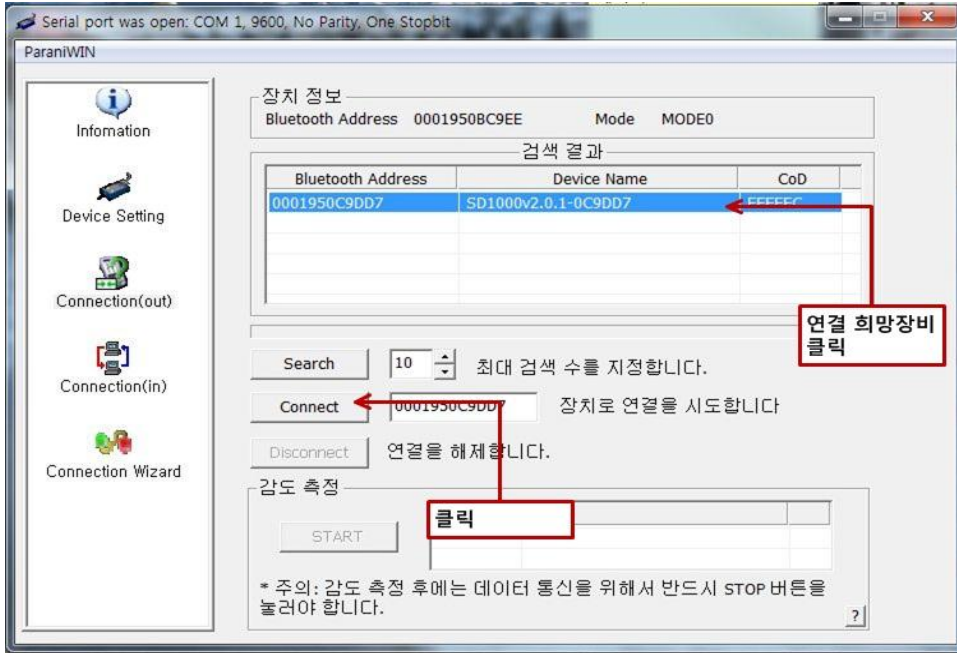 Serial port was open: COM 1, 9600, No Parity, One Stopbit
ParaniWIN
Infomation
Device Setting
Connection(out)
Connection(in)
Connection Wizard
장치 정보
Bluetooth Address 0001950BC9EE Mode MODE0
검색 결과
Bluetooth Address Device Name CoD
0001950C9DD7 SD1000v2.0.1-0C9DD7
연결 희망장비
클릭
Search 10 최대 검색 수를 지정합니다.
Connect 0001950C9DD7 장치로 연결을 시도합니다
Disconnect 연결을 해제합니다.
감도 측정
클릭
START
* 주의: 감도 측정 후에는 데이터 통신을 위해서 반드시 STOP 버튼을
눌러야 합니다.
?